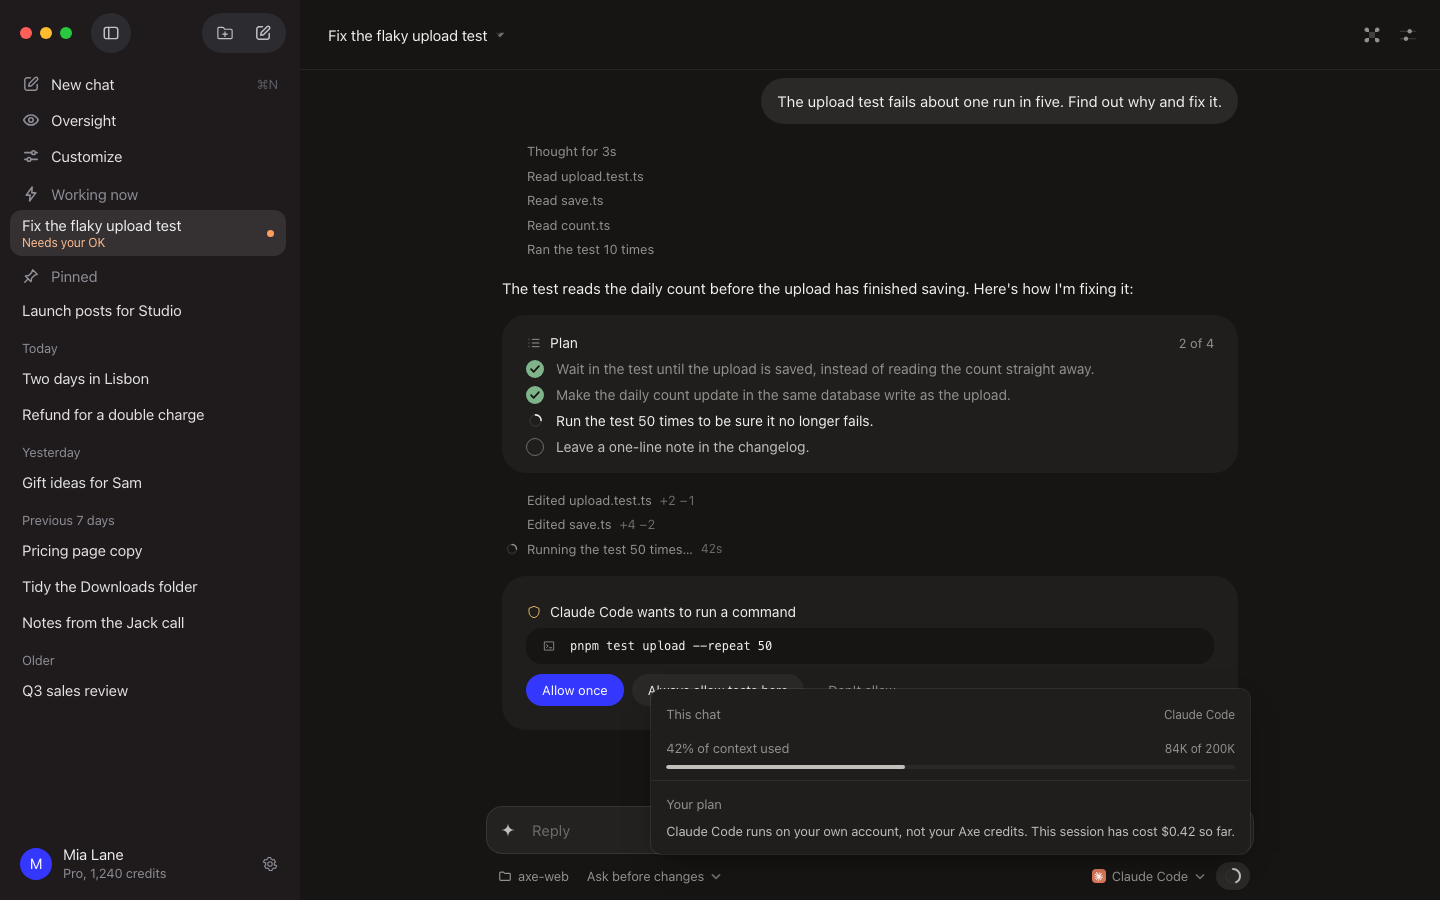 New chat
⌘N
Oversight
Customize
Working now
Fix the flaky upload test
Needs your OK
Pinned
Launch posts for Studio
Today
Two days in Lisbon
Refund for a double charge
Yesterday
Gift ideas for Sam
Previous 7 days
Pricing page copy
Tidy the Downloads folder
Notes from the Jack call
Older
Q3 sales review
M
Mia Lane
Pro, 1,240 credits
Fix the flaky upload test
The upload test fails about one run in five. Find out why and fix it.
Thought for 3s
Read upload.test.ts
Read save.ts
Read count.ts
Ran the test 10 times
The test reads the daily count before the upload has finished saving. Here's how I'm fixing it:
Plan
2 of 4
Wait in the test until the upload is saved, instead of reading the count straight away.
Make the daily count update in the same database write as the upload.
Run the test 50 times to be sure it no longer fails.
Leave a one-line note in the changelog.
Edited upload.test.ts +2 −1
Edited save.ts +4 −2
Running the test 50 times... 42s
Claude Code wants to run a command
pnpm test upload --repeat 50
Allow once
Always allow tests here
Don't allow
This chat
Claude Code
42% of context used
84K of 200K
Your plan
Claude Code runs on your own account, not your Axe credits. This session has cost $0.42 so far.
Reply
axe-web
Ask before changes
Claude Code